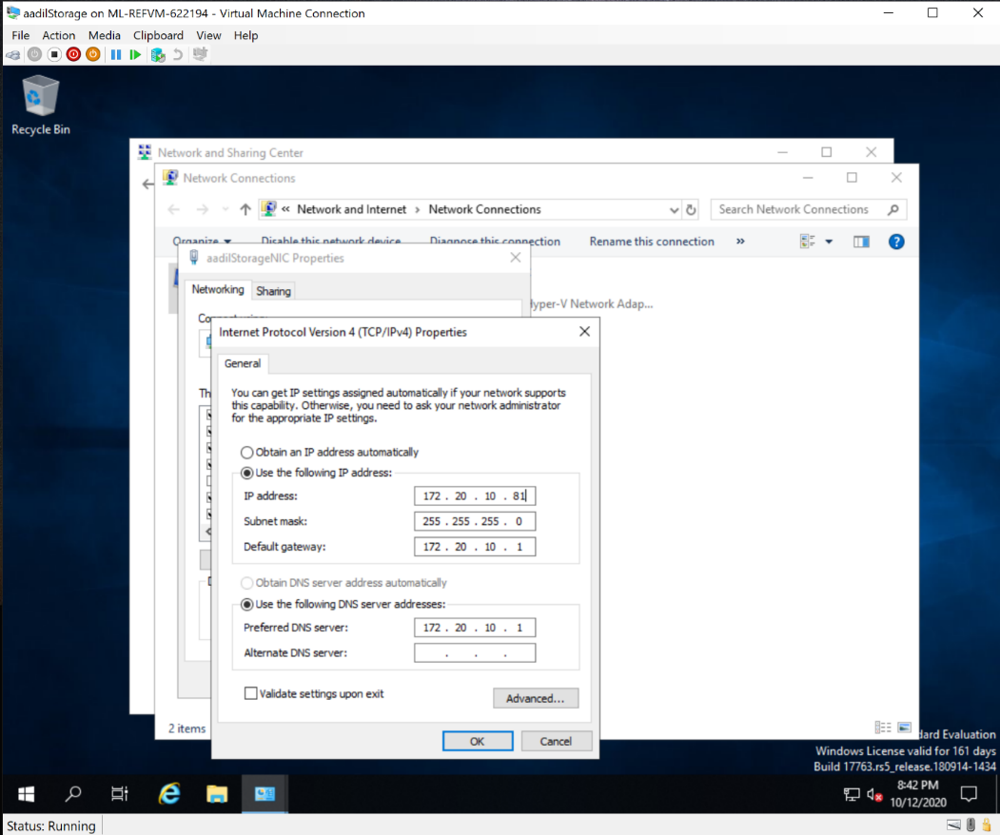 aadilStorage on ML-REFVM-622194 - Virtual Machine Connection
File Action Media Clipboard View Help
Recycle Bin
Network and Sharing Center
Network Connections
« Network and Internet › Network Connections
Search Network Connections
Organize Disable this network device Diagnose this connection Rename this connection »
aadilStorageNIC Properties
Networking Sharing
Hyper-V Network Adap...
Connect using:
Internet Protocol Version 4 (TCP/IPv4) Properties
General
Th
You can get IP settings assigned automatically if your network supports
this capability. Otherwise, you need to ask your network administrator
for the appropriate IP settings.
Obtain an IP address automatically
Use the following IP address:
IP address: 172 . 20 . 10 . 81
Subnet mask: 255 . 255 . 255 . 0
Default gateway: 172 . 20 . 10 . 1
Obtain DNS server address automatically
Use the following DNS server addresses:
Preferred DNS server: 172 . 20 . 10 . 1
Alternate DNS server: . . .
Validate settings upon exit
Advanced...
OK Cancel
2 items
dard Evaluation
Windows License valid for 161 days
Build 17763.rs5_release.180914-1434
8:42 PM
10/12/2020
Status: Running